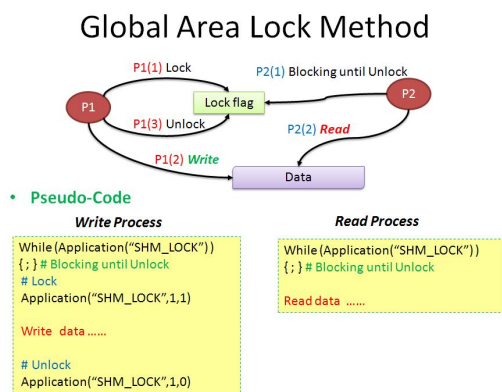 Global Area Lock Method
P1(1) Lock
P2(1) Blocking until Unlock
P1
Lock flag
P2
P1(3) Unlock
P2(2) Read
P1(2) Write
Data
• Pseudo-Code
Write Process
While (Application(“SHM_LOCK”) )
{ ; } # Blocking until Unlock
# Lock
Application(“SHM_LOCK”,1,1)
Write data ......
# Unlock
Application(“SHM_LOCK”,1,0)
Read Process
While (Application(“SHM_LOCK”) )
{ ; } # Blocking until Unlock
Read data ......